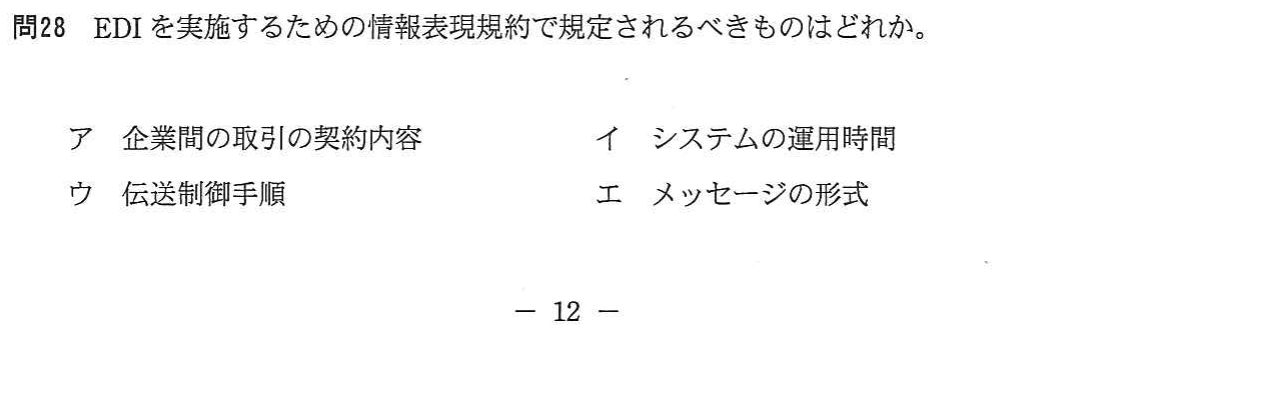 問28 EDIを実施するための情報表現規約で規定されるべきものはどれか。
ア 企業間の取引の契約内容 イ システムの運用時間
ウ 伝送制御手順 エ メッセージの形式
− 12 −